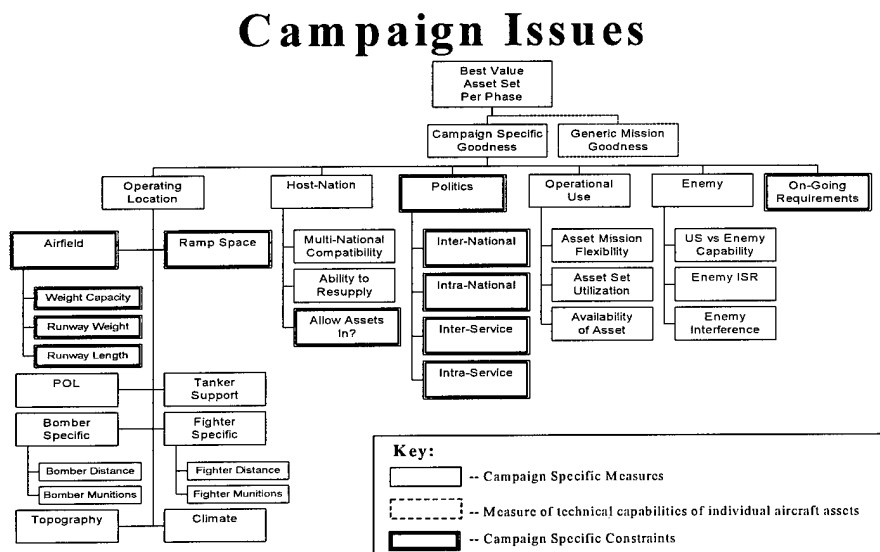 Campaign Issues
Best Value
Asset Set
Per Phase
Campaign Specific
Goodness
Generic Mission
Goodness
Operating
Location
Host-Nation
Politics
Operational
Use
Enemy
On-Going
Requirements
Airfield
Ramp Space
Weight Capacity
Runway Weight
Runway Length
POL
Tanker
Support
Bomber
Specific
Fighter
Specific
Bomber Distance
Bomber Munitions
Fighter Distance
Fighter Munitions
Topography
Climate
Multi-National
Compatibility
Ability to
Resupply
Allow Assets
In?
Inter-National
Intra-National
Inter-Service
Intra-Service
Asset Mission
Flexibility
Asset Set
Utilization
Availability
of Asset
US vs Enemy
Capability
Enemy ISR
Enemy
Interference
Key:
-- Campaign Specific Measures
-- Measure of technical capabilities of individual aircraft assets
-- Campaign Specific Constraints